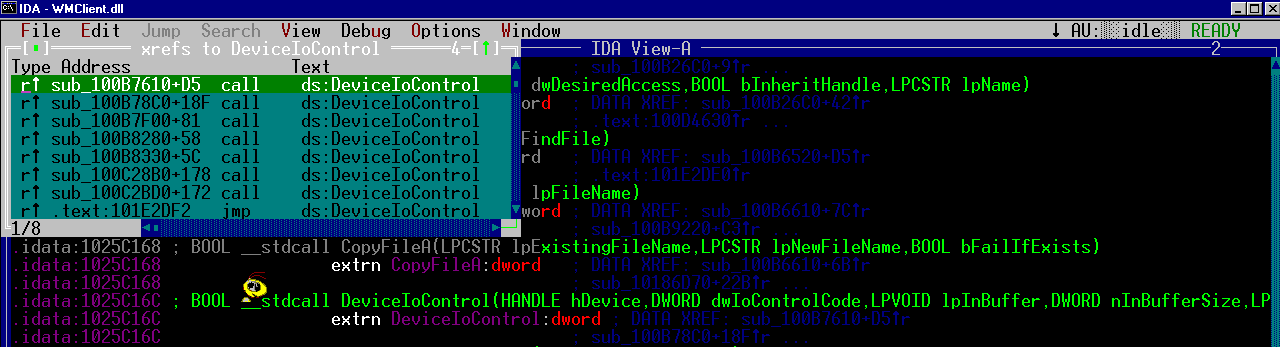 IDA - WMClient.dll
File Edit Jump Search View Debug Options Window ↓ AU: idle READY
xrefs to DeviceIoControl 4 [↑] IDA View-A 2
Type Address Text
r↑ sub_100B7610+D5 call ds:DeviceIoControl
r↑ sub_100B78C0+18F call ds:DeviceIoControl
r↑ sub_100B7F00+81 call ds:DeviceIoControl
r↑ sub_100B8280+58 call ds:DeviceIoControl
r↑ sub_100B8330+5C call ds:DeviceIoControl
r↑ sub_100C28B0+178 call ds:DeviceIoControl
r↑ sub_100C2BD0+172 call ds:DeviceIoControl
r↑ .text:101E2DF2 jmp ds:DeviceIoControl
1/8
; sub_100B26C0+9↑r
dwDesiredAccess,BOOL bInheritHandle,LPCSTR lpName)
ord ; DATA XREF: sub_100B26C0+42↑r
; .text:100D4630↑r ...
FindFile)
rd ; DATA XREF: sub_100B6520+D5↑r
; .text:101E2DE0↑r
lpFileName)
word ; DATA XREF: sub_100B6610+7C↑r
; sub_100B9220+C3↑r
.idata:1025C168 ; BOOL __stdcall CopyFileA(LPCSTR lpExistingFileName,LPCSTR lpNewFileName,BOOL bFailIfExists)
.idata:1025C168 extrn CopyFileA:dword ; DATA XREF: sub_100B6610+6B↑r
.idata:1025C168 ; sub_10186D70+22B↑r
.idata:1025C16C ; BOOL __stdcall DeviceIoControl(HANDLE hDevice,DWORD dwIoControlCode,LPVOID lpInBuffer,DWORD nInBufferSize,LP
.idata:1025C16C extrn DeviceIoControl:dword ; DATA XREF: sub_100B7610+D5↑r
.idata:1025C16C ; sub_100B78C0+18F↑r ...